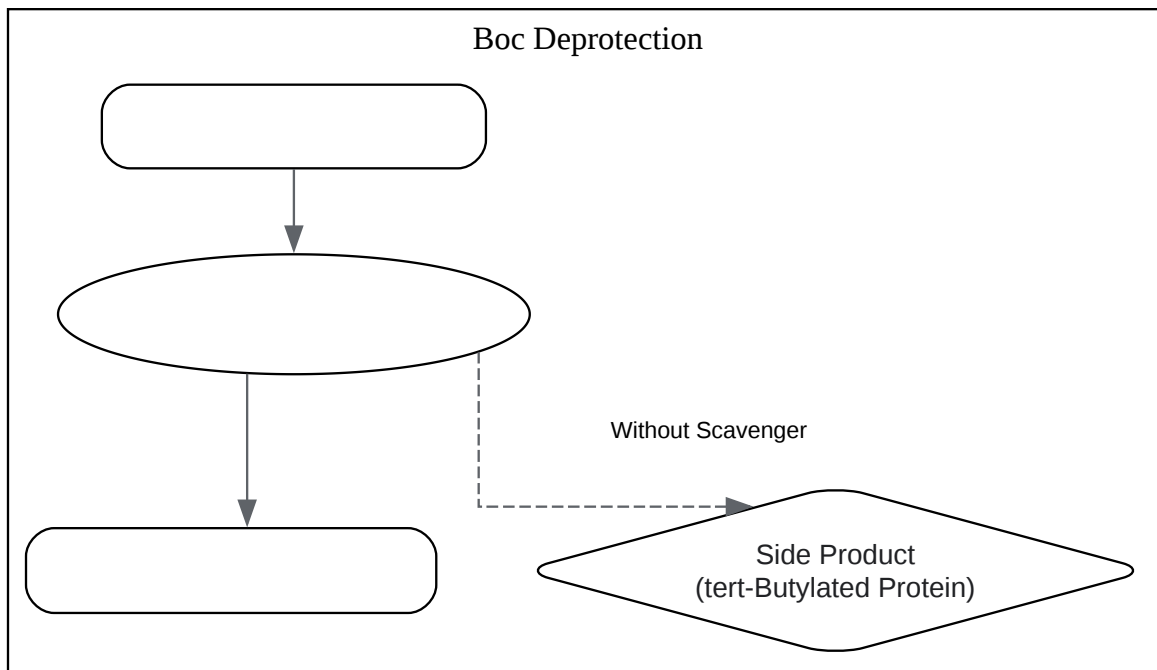 Boc Deprotection
Without Scavenger
Side Product
(tert-Butylated Protein)